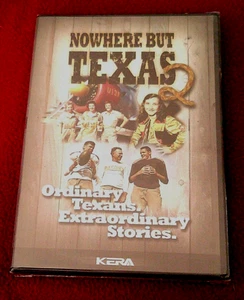 NOWHERE BUT
TEXAS 2
Ordinary
Texans.
Extraordinary
Stories.
KERA